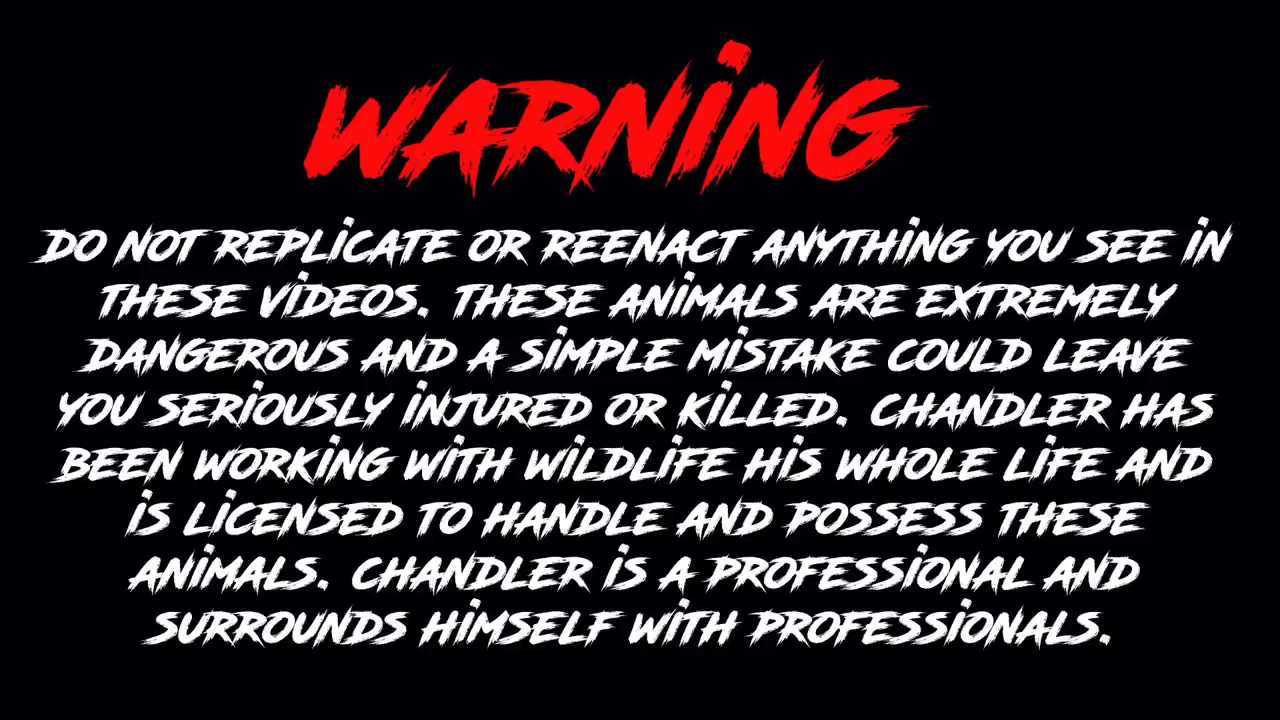 WARNING
DO NOT REPLICATE OR REENACT ANYTHING YOU SEE IN
THESE VIDEOS. THESE ANIMALS ARE EXTREMELY
DANGEROUS AND A SIMPLE MISTAKE COULD LEAVE
YOU SERIOUSLY INJURED OR KILLED. CHANDLER HAS
BEEN WORKING WITH WILDLIFE HIS WHOLE LIFE AND
IS LICENSED TO HANDLE AND POSSESS THESE
ANIMALS. CHANDLER IS A PROFESSIONAL AND
SURROUNDS HIMSELF WITH PROFESSIONALS.